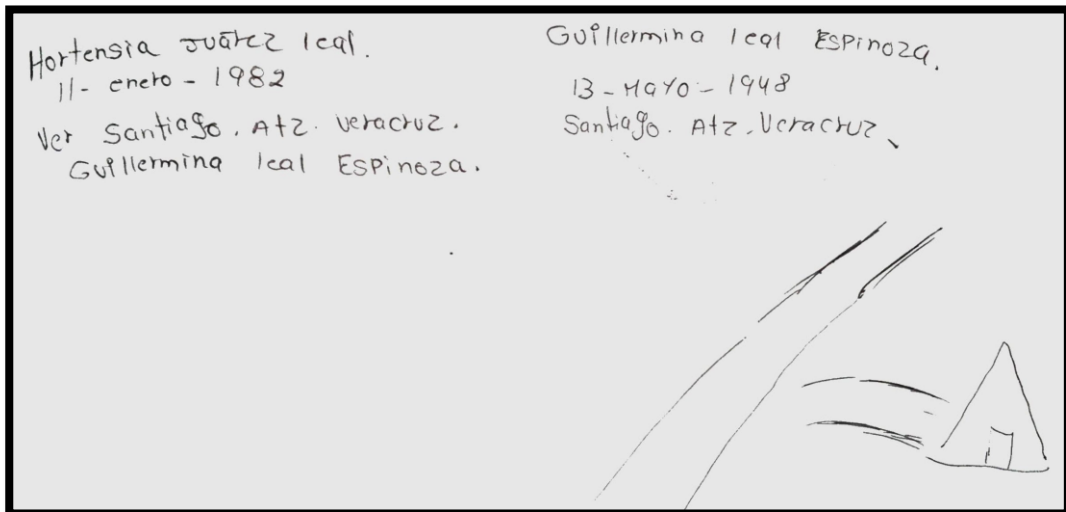 Hortensia Juárez leal.
11- enero - 1982
Ver Santiago. Atz. veracruz.
Guillermina leal Espinoza.
Guillermina leal Espinoza.
13 - Mayo - 1948
Santiago. Atz. Veracruz